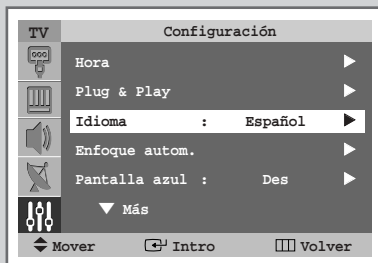 TV Configuración
Hora
Plug & Play
Idioma : Español
Enfoque autom.
Pantalla azul : Des
Más
Mover Intro Volver